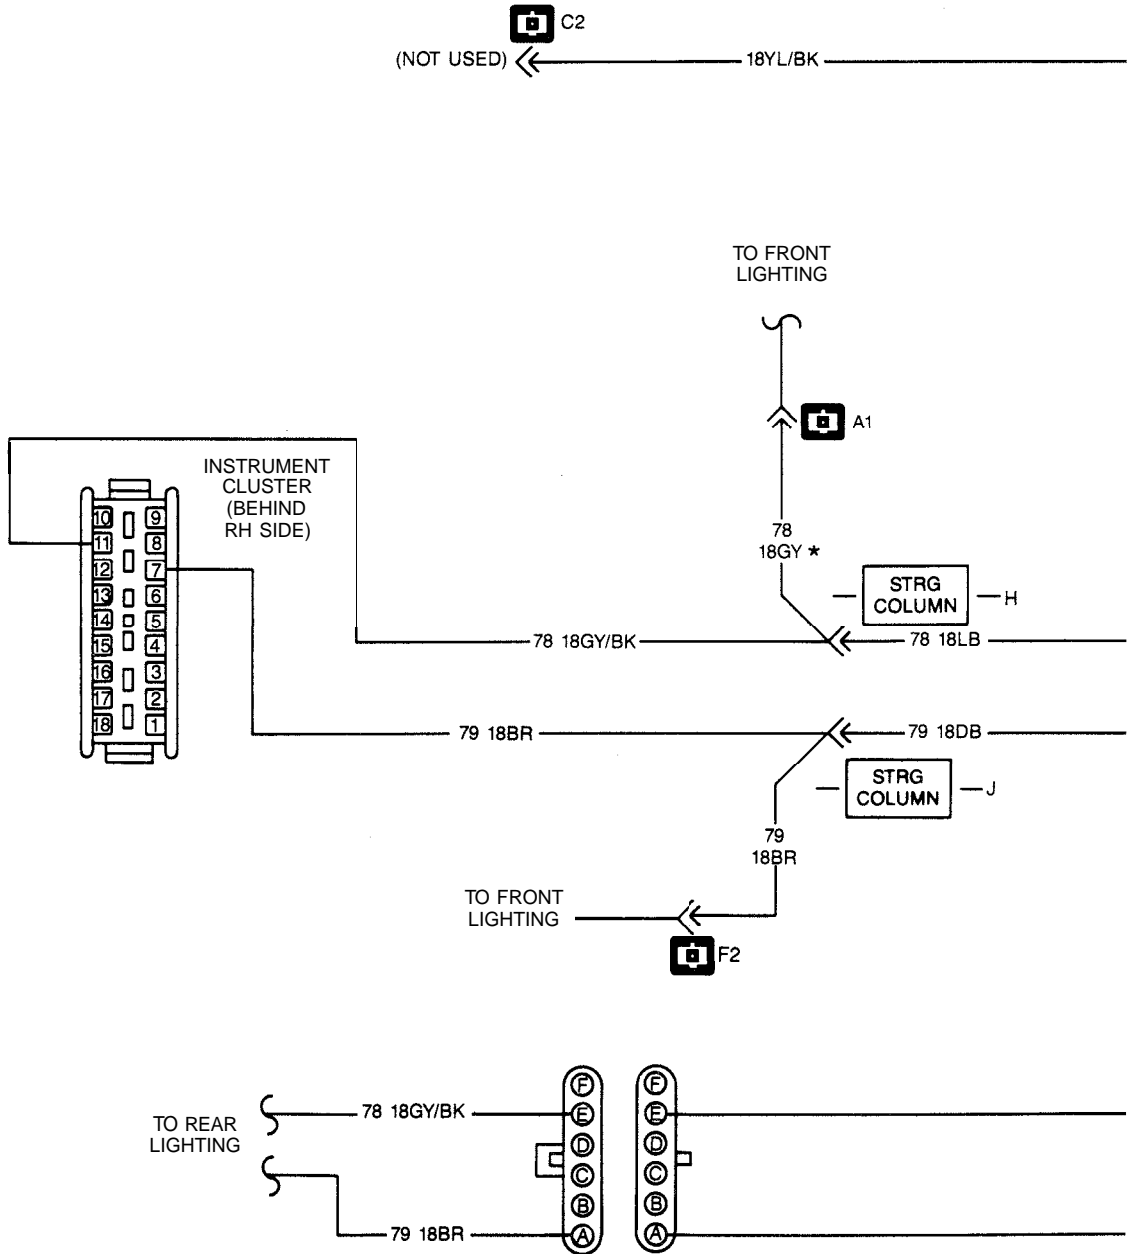 C2
(NOT USED)
18YL/BK
TO FRONT
LIGHTING
A1
INSTRUMENT
CLUSTER
(BEHIND
RH SIDE)
10 9
11 8
12 7
13 6
14 5
15 4
16 3
17 2
18 1
78
18GY *
STRG
COLUMN
H
78 18GY/BK
78 18LB
79 18BR
79 18DB
STRG
COLUMN
J
79
18BR
TO FRONT
LIGHTING
F2
TO REAR
LIGHTING
78 18GY/BK
79 18BR
F F
E E
D D
C C
B B
A A